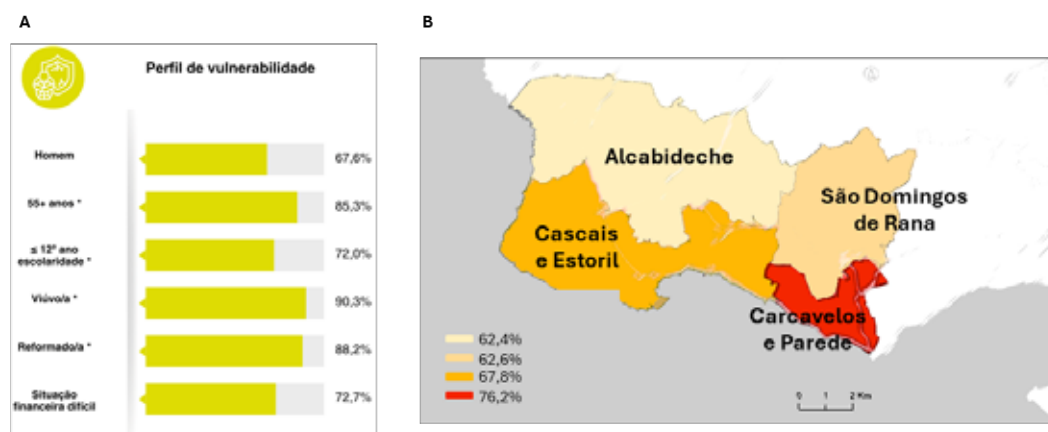 A
B
Perfil de vulnerabilidade
Homem
67,6%
55+ anos *
85,3%
≤ 12º ano
escolaridade *
72,0%
Viúvo/a *
90,3%
Reformado/a *
88,2%
Situação
financeira difícil
72,7%
Alcabideche
São Domingos
de Rana
Cascais
e Estoril
Carcavelos
e Parede
62,4%
62,6%
67,8%
76,2%
0 1 2 Km